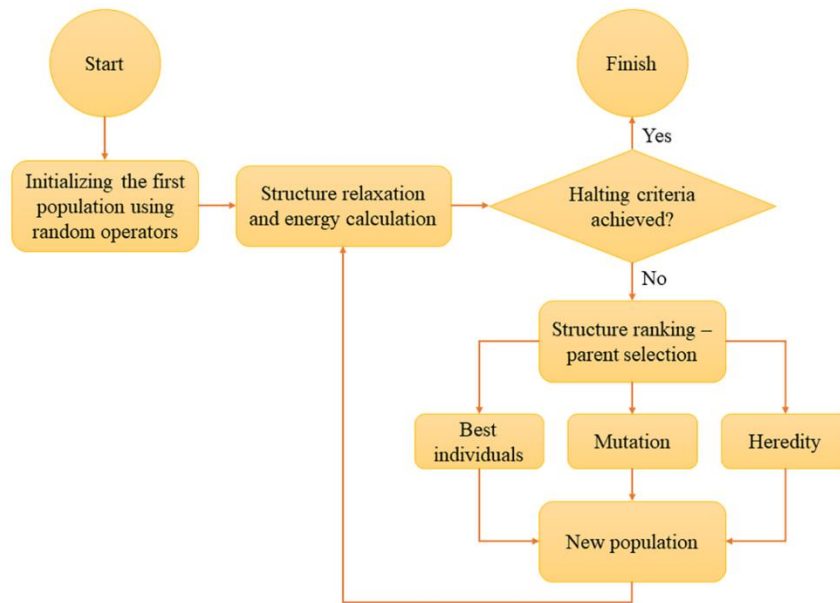 Start
Finish
Yes
Initializing the first
population using
random operators
Structure relaxation
and energy calculation
Halting criteria
achieved?
No
Structure ranking –
parent selection
Best
individuals
Mutation
Heredity
New population